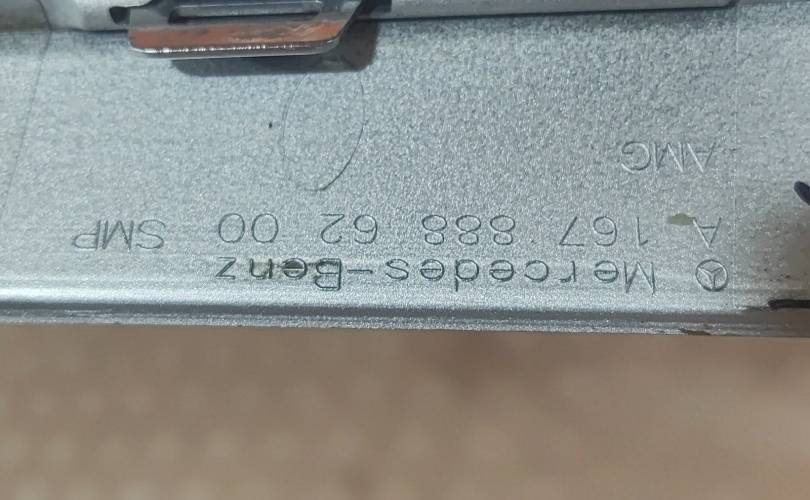 Mercedes-Benz
A 167 888 62 00 SMP
AMG